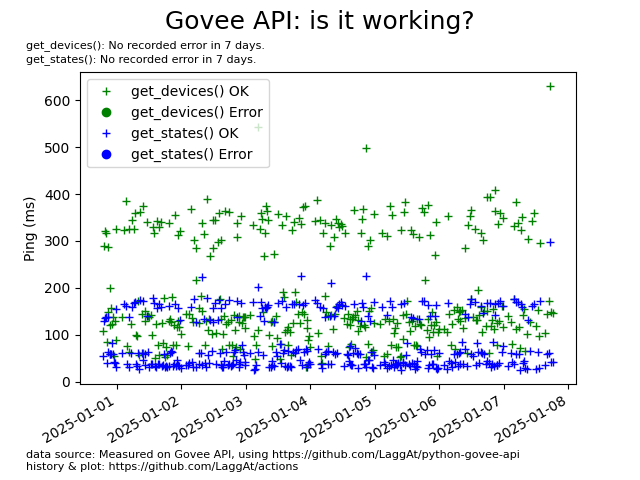 Govee API: is it working?
get_devices(): No recorded error in 7 days.
get_states(): No recorded error in 7 days.
get_devices() OK
get_devices() Error
get_states() OK
get_states() Error
Ping (ms)
600
500
400
300
200
100
0
2025-01-01
2025-01-02
2025-01-03
2025-01-04
2025-01-05
2025-01-06
2025-01-07
2025-01-08
data source: Measured on Govee API, using https://github.com/LaggAt/python-govee-api
history & plot: https://github.com/LaggAt/actions